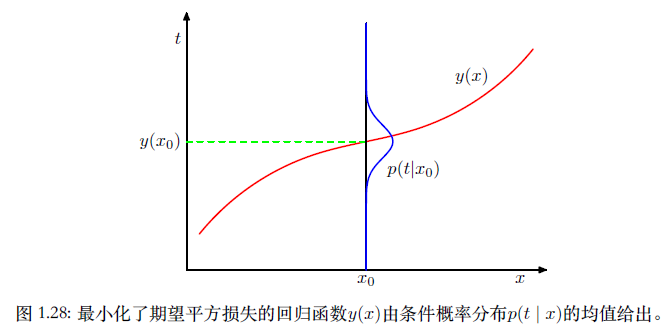 t
y(x)
y(x₀)
p(t|x₀)
x₀
x
图 1.28: 最小化了期望平方损失的回归函数y(x)由条件概率分布p(t | x)的均值给出。